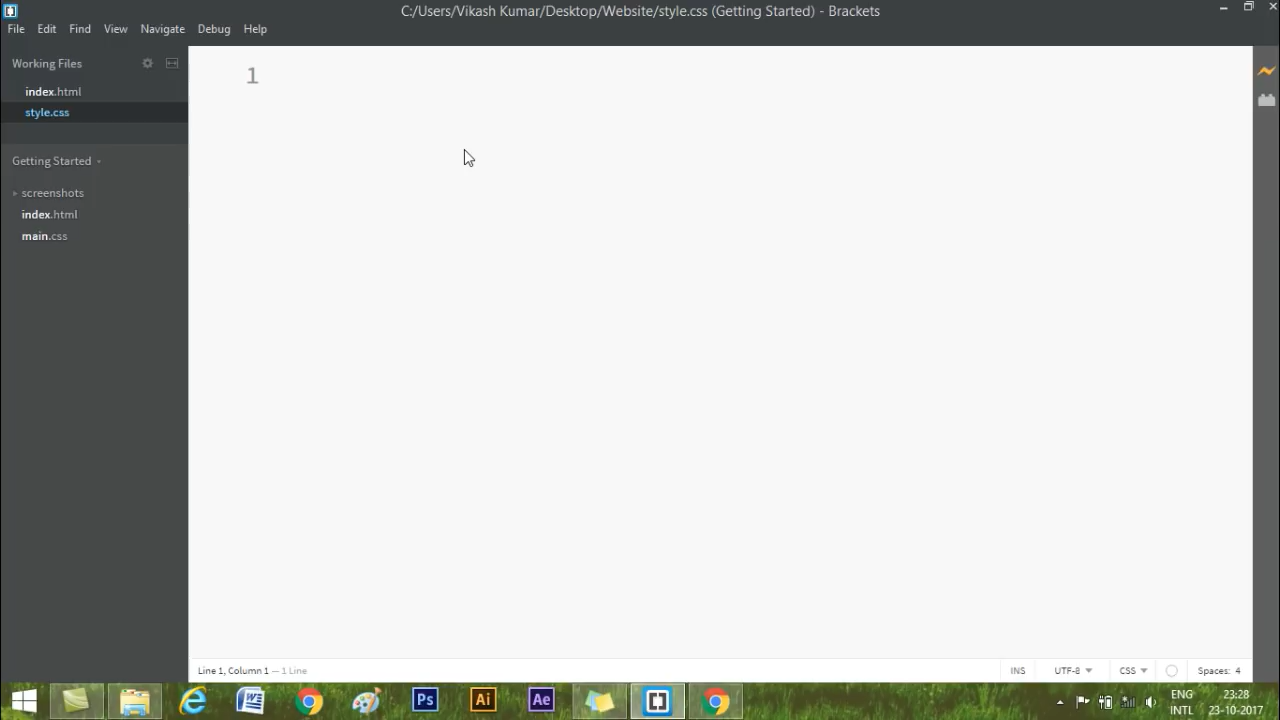 C:/Users/Vikash Kumar/Desktop/Website/style.css (Getting Started) - Brackets
File Edit Find View Navigate Debug Help
Working Files
index.html
style.css
Getting Started
screenshots
index.html
main.css
1
Line 1, Column 1 — 1 Line
INS UTF-8 CSS Spaces: 4
Ps Ai Ae
ENG 23:28
INTL 23-10-2017